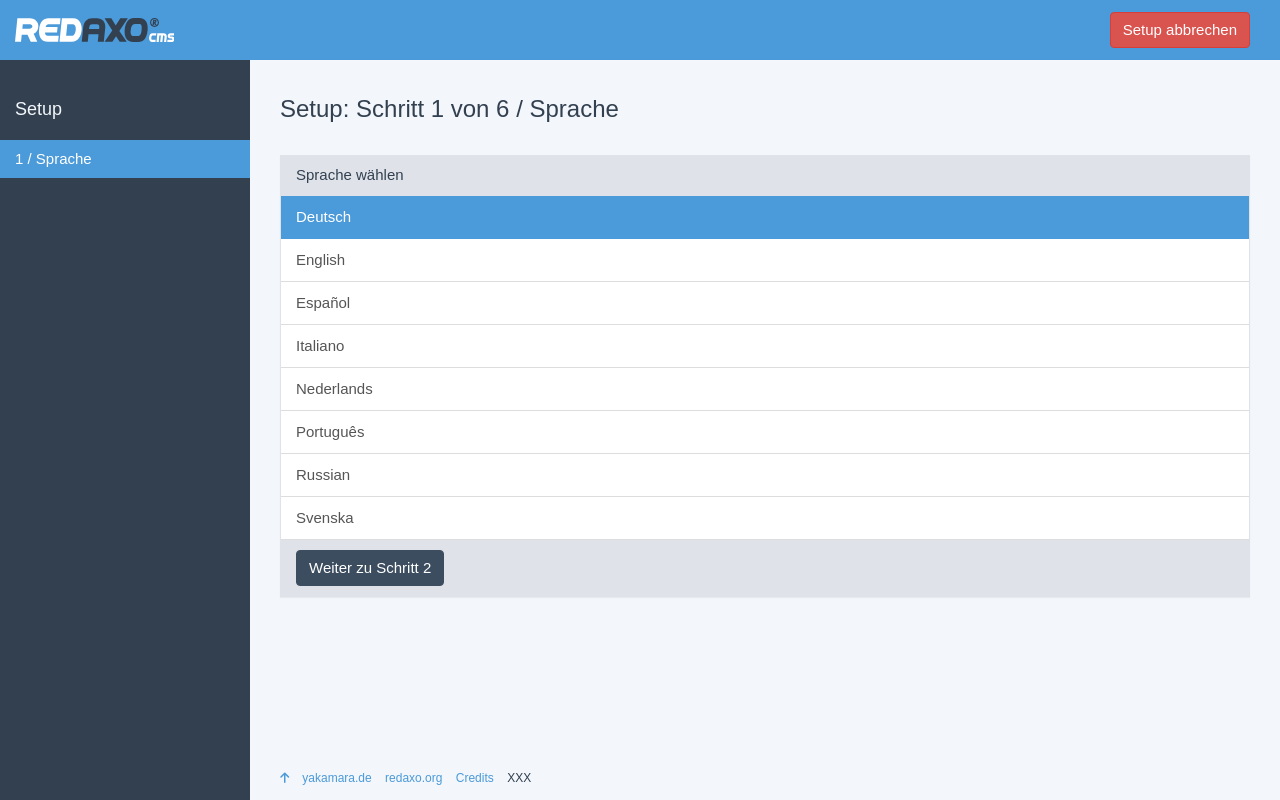 REDAXO® cms
Setup abbrechen
Setup
1 / Sprache
Setup: Schritt 1 von 6 / Sprache
Sprache wählen
Deutsch
English
Español
Italiano
Nederlands
Português
Russian
Svenska
Weiter zu Schritt 2
yakamara.de redaxo.org Credits XXX